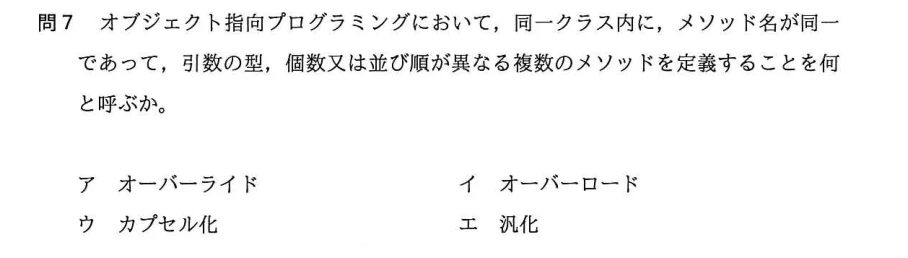 問7 オブジェクト指向プログラミングにおいて，同一クラス内に，メソッド名が同一
であって，引数の型，個数又は並び順が異なる複数のメソッドを定義することを何
と呼ぶか。
ア オーバーライド イ オーバーロード
ウ カプセル化 エ 汎化